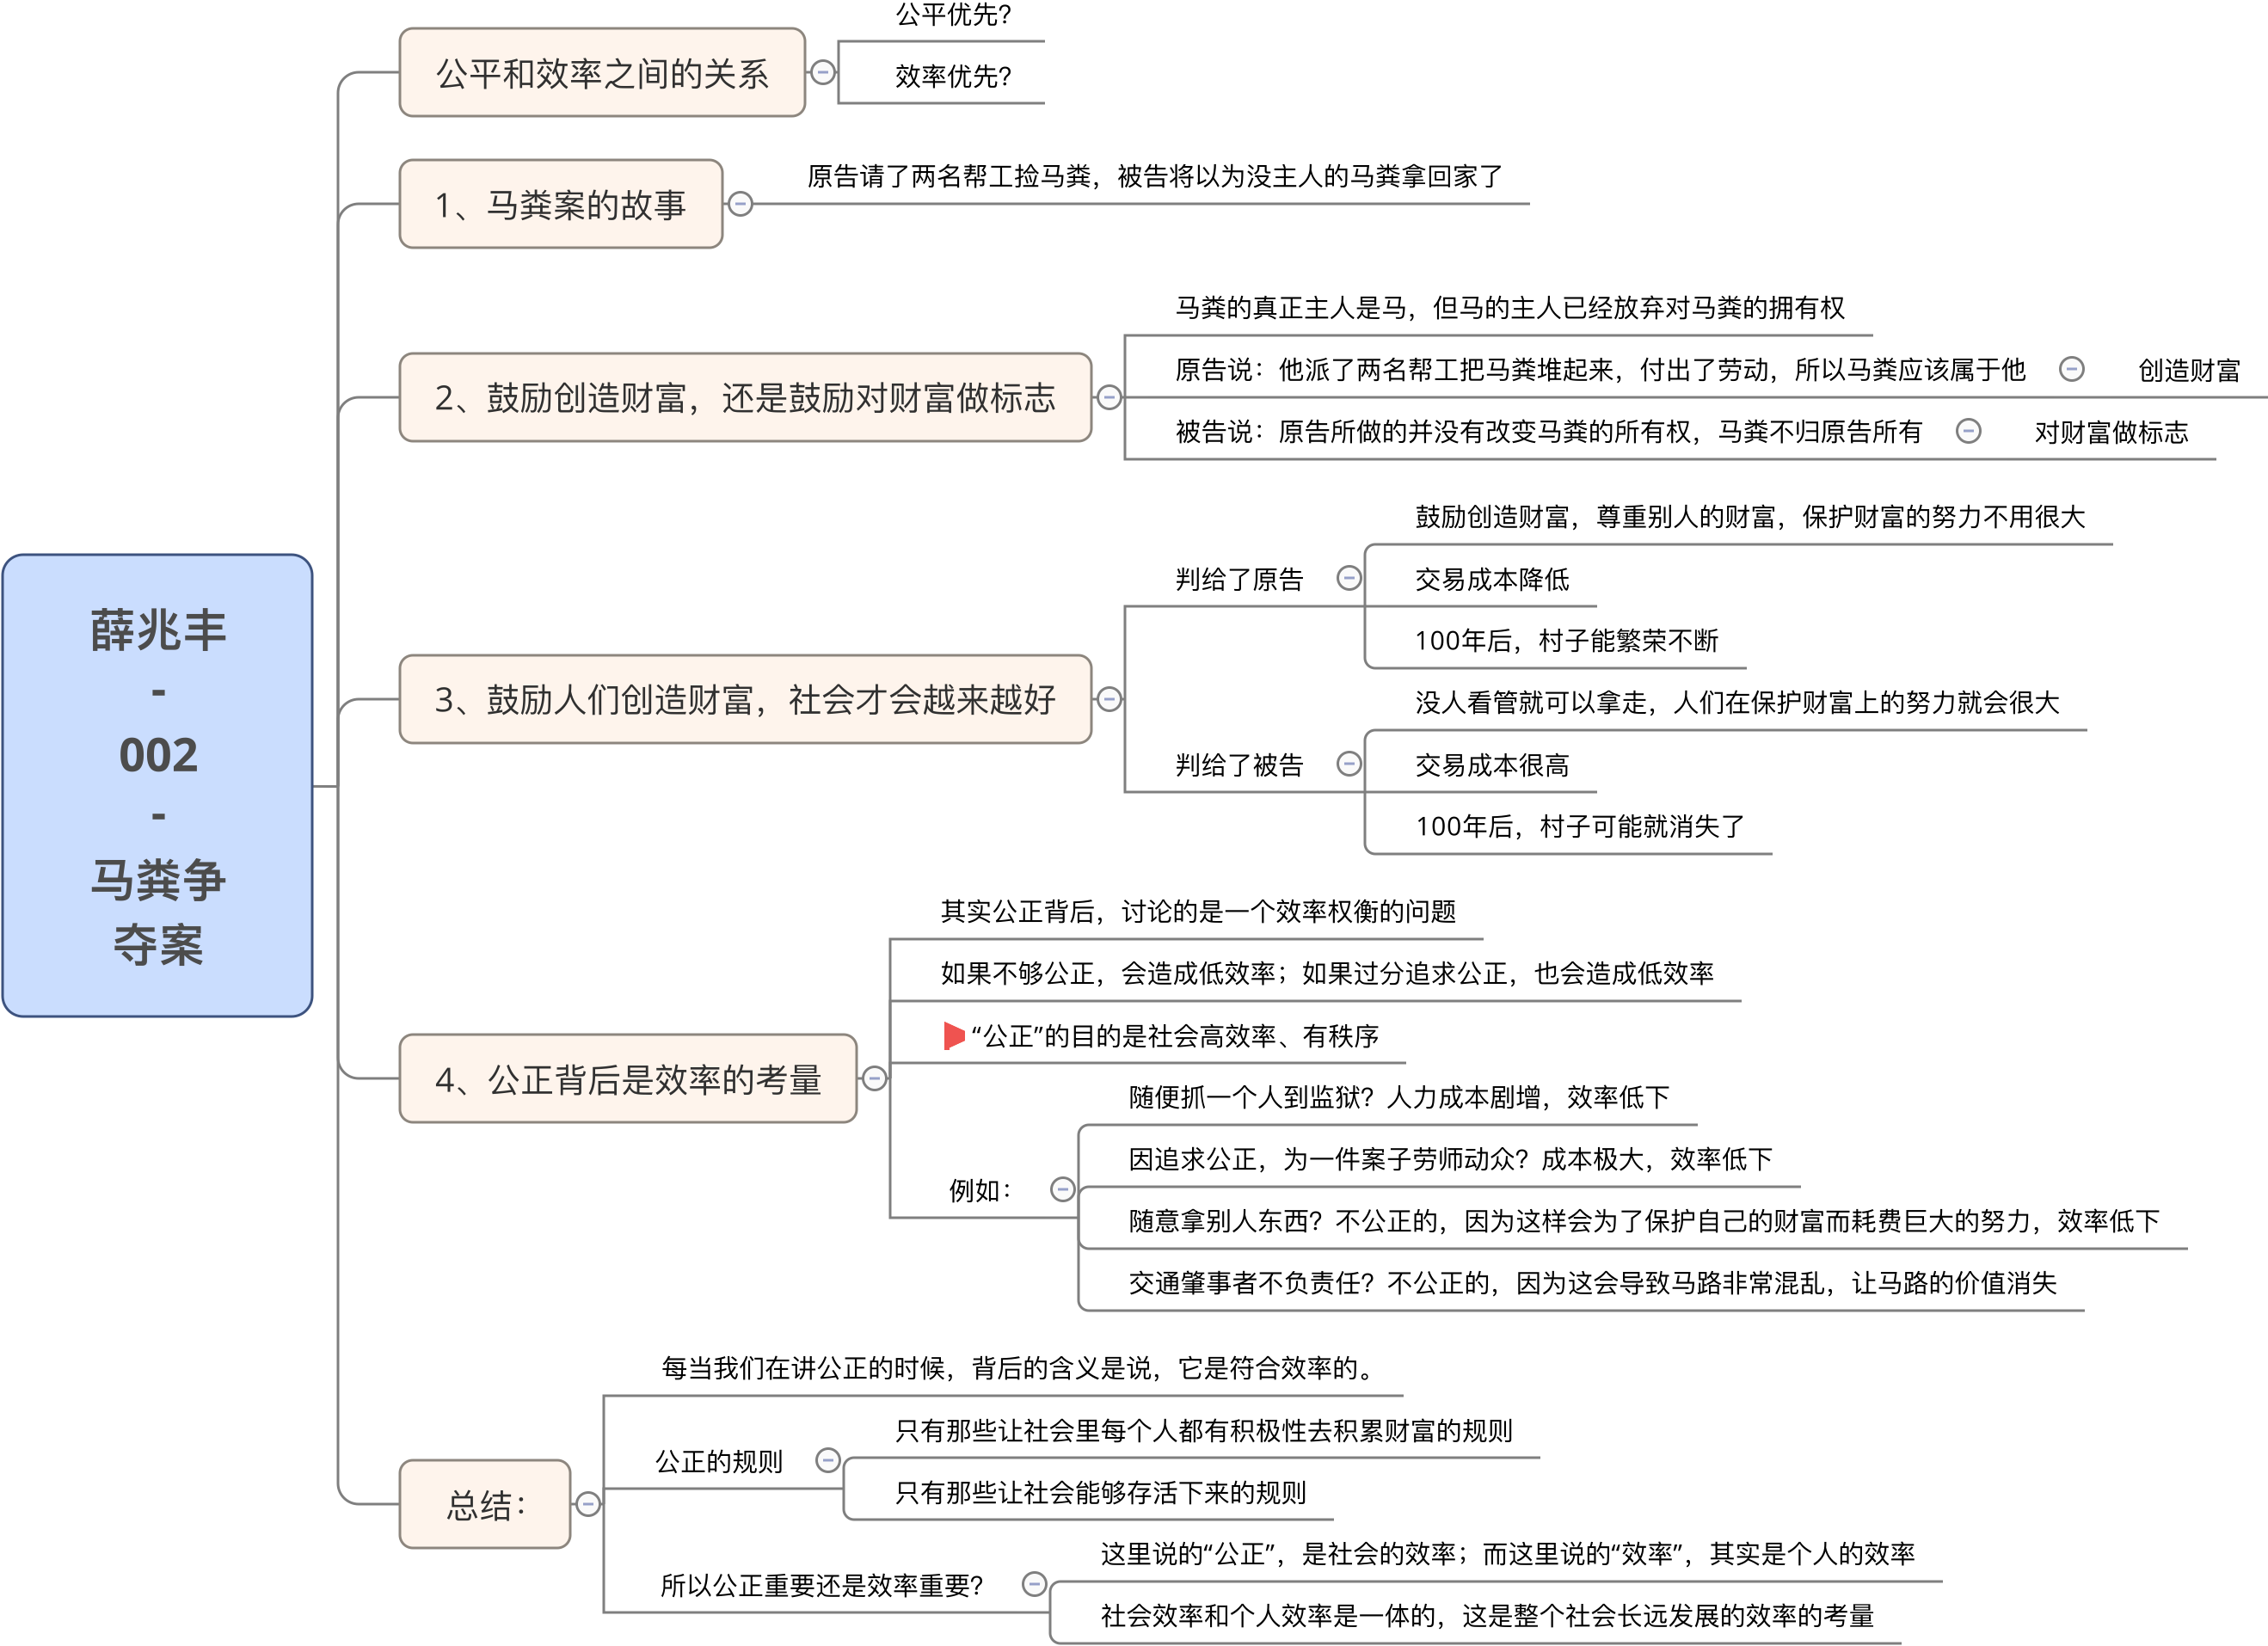 薛兆丰
-
002
-
马粪争
夺案
公平和效率之间的关系
公平优先？
效率优先？
1、马粪案的故事
原告请了两名帮工捡马粪，被告将以为没主人的马粪拿回家了
2、鼓励创造财富，还是鼓励对财富做标志
马粪的真正主人是马，但马的主人已经放弃对马粪的拥有权
原告说：他派了两名帮工把马粪堆起来，付出了劳动，所以马粪应该属于他
创造财富
被告说：原告所做的并没有改变马粪的所有权，马粪不归原告所有
对财富做标志
3、鼓励人们创造财富，社会才会越来越好
判给了原告
鼓励创造财富，尊重别人的财富，保护财富的努力不用很大
交易成本降低
100年后，村子能繁荣不断
判给了被告
没人看管就可以拿走，人们在保护财富上的努力就会很大
交易成本很高
100年后，村子可能就消失了
4、公正背后是效率的考量
其实公正背后，讨论的是一个效率权衡的问题
如果不够公正，会造成低效率；如果过分追求公正，也会造成低效率
“公正”的目的是社会高效率、有秩序
例如：
随便抓一个人到监狱？人力成本剧增，效率低下
因追求公正，为一件案子劳师动众？成本极大，效率低下
随意拿别人东西？不公正的，因为这样会为了保护自己的财富而耗费巨大的努力，效率低下
交通肇事者不负责任？不公正的，因为这会导致马路非常混乱，让马路的价值消失
总结：
每当我们在讲公正的时候，背后的含义是说，它是符合效率的。
公正的规则
只有那些让社会里每个人都有积极性去积累财富的规则
只有那些让社会能够存活下来的规则
所以公正重要还是效率重要？
这里说的“公正”，是社会的效率；而这里说的“效率”，其实是个人的效率
社会效率和个人效率是一体的，这是整个社会长远发展的效率的考量